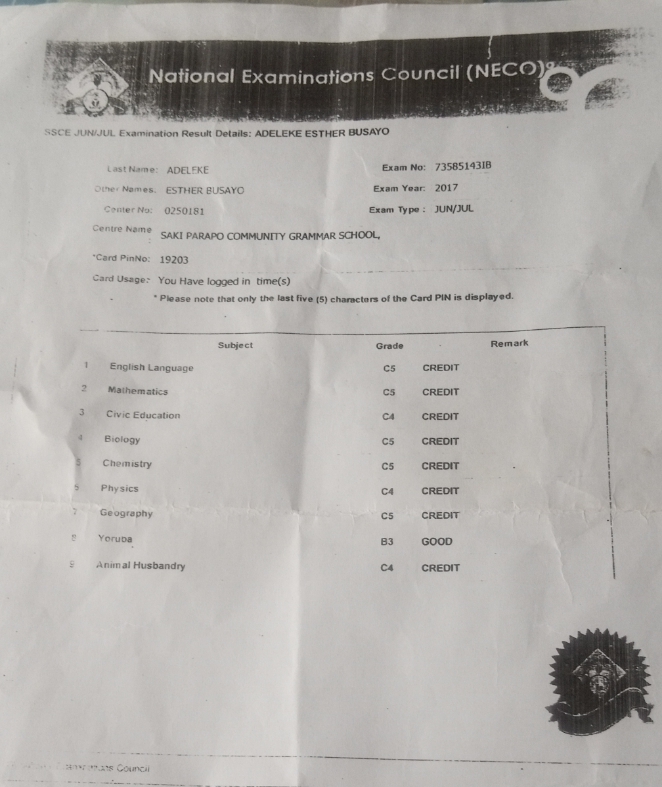 National Examinations Council (NECO)
SSCE JUN/JUL Examination Result Details: ADELEKE ESTHER BUSAYO
Last Name: ADELEKE Exam No: 73585143IB
Other Names: ESTHER BUSAYO Exam Year: 2017
Center No: 0250181 Exam Type : JUN/JUL
Centre Name
: SAKI PARAPO COMMUNITY GRAMMAR SCHOOL,
*Card PinNo: 19203
Card Usage: You Have logged in time(s)
* Please note that only the last five (5) characters of the Card PIN is displayed.
Subject Grade Remark
1 English Language C5 CREDIT
2 Mathematics C5 CREDIT
3 Civic Education C4 CREDIT
4 Biology C5 CREDIT
Chemistry C5 CREDIT
Physics C4 CREDIT
Geography C5 CREDIT
Yoruba B3 GOOD
Animal Husbandry C4 CREDIT
Council